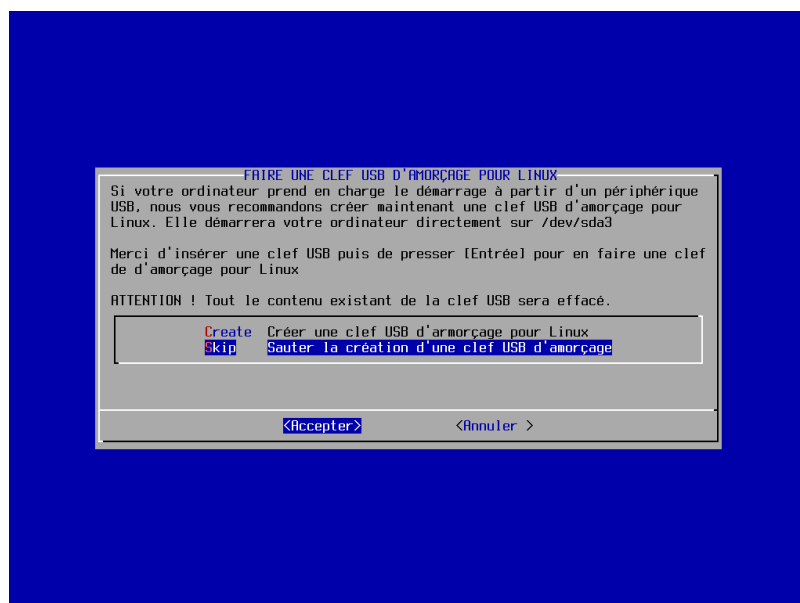 FAIRE UNE CLEF USB D'AMORÇAGE POUR LINUX
Si votre ordinateur prend en charge le démarrage à partir d'un périphérique
USB, nous vous recommandons créer maintenant une clef USB d'amorçage pour
Linux. Elle démarrera votre ordinateur directement sur /dev/sda3
Merci d'insérer une clef USB puis de presser [Entrée] pour en faire une clef
de d'amorçage pour Linux
ATTENTION ! Tout le contenu existant de la clef USB sera effacé.
Create Créer une clef USB d'armorçage pour Linux
Skip Sauter la création d'une clef USB d'amorçage
<Accepter> <Annuler >